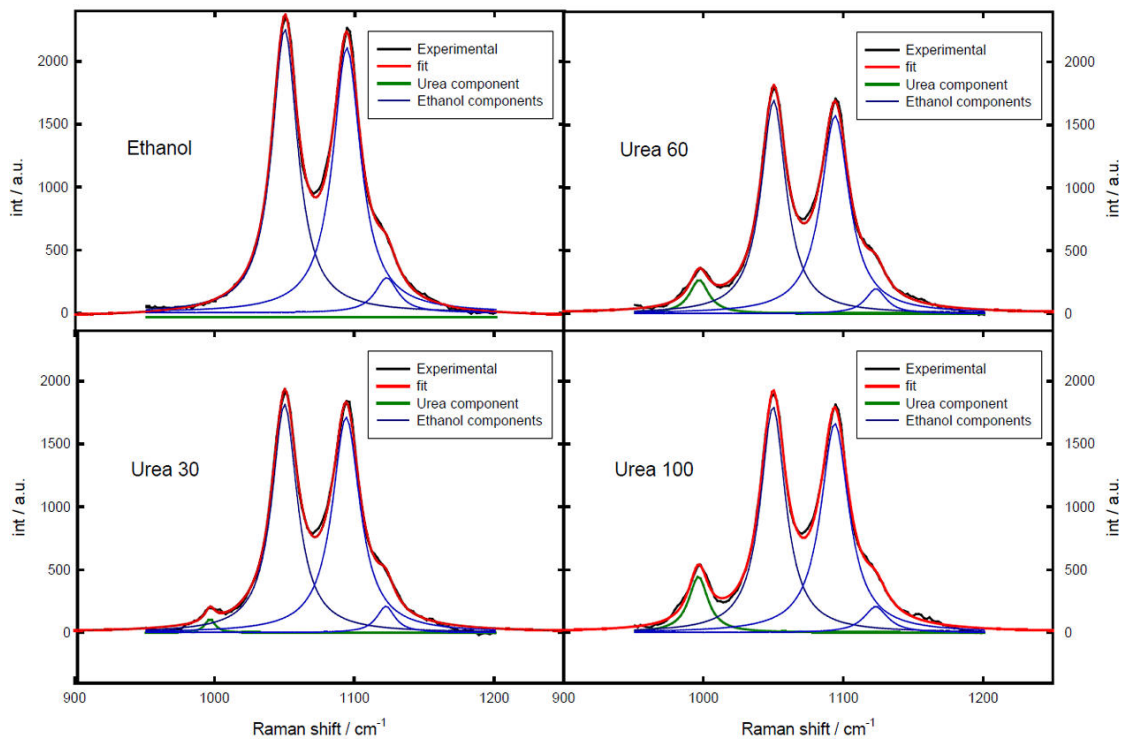 Experimental
fit
Urea component
Ethanol components
Ethanol
int / a.u.
2000
1500
1000
500
0
Experimental
fit
Urea component
Ethanol components
Urea 60
int / a.u.
2000
1500
1000
500
0
Experimental
fit
Urea component
Ethanol components
Urea 30
int / a.u.
2000
1500
1000
500
0
900 1000 1100 1200
Raman shift / cm⁻¹
Experimental
fit
Urea component
Ethanol components
Urea 100
int / a.u.
2000
1500
1000
500
0
900 1000 1100 1200
Raman shift / cm⁻¹